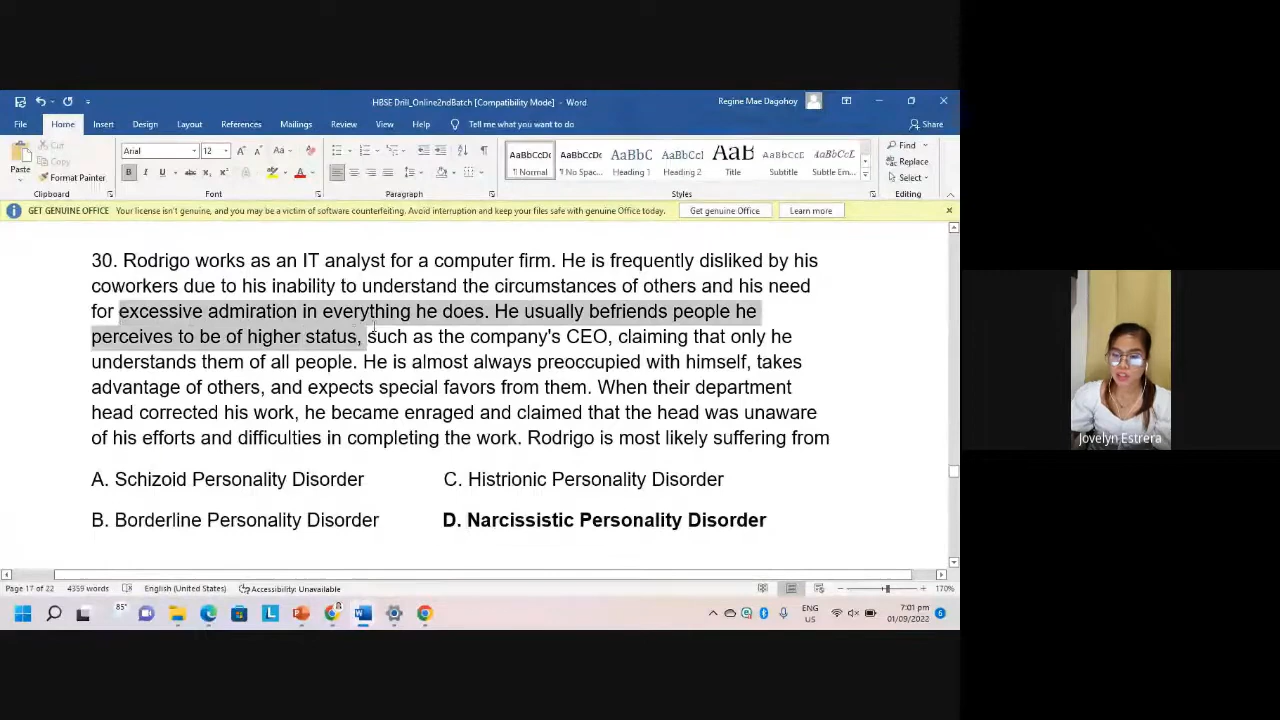 HBSE Drill_Online2ndBatch [Compatibility Mode] - Word
Regine Mae Dagohoy
File Home Insert Design Layout References Mailings Review View Help Tell me what you want to do Share
Paste
Cut
Copy
Format Painter
Clipboard
Arial 12
Font
Paragraph
AaBbCcDc AaBbCcDc AaBbC AaBbCcI AaB AaBbCcD AaBbCcL
¶ Normal ¶ No Spac... Heading 1 Heading 2 Title Subtitle Subtle Em...
Styles
Find
Replace
Select
Editing
GET GENUINE OFFICE Your license isn't genuine, and you may be a victim of software counterfeiting. Avoid interruption and keep your files safe with genuine Office today. Get genuine Office Learn more
30. Rodrigo works as an IT analyst for a computer firm. He is frequently disliked by his
coworkers due to his inability to understand the circumstances of others and his need
for excessive admiration in everything he does. He usually befriends people he
perceives to be of higher status, such as the company's CEO, claiming that only he
understands them of all people. He is almost always preoccupied with himself, takes
advantage of others, and expects special favors from them. When their department
head corrected his work, he became enraged and claimed that the head was unaware
of his efforts and difficulties in completing the work. Rodrigo is most likely suffering from
A. Schizoid Personality Disorder C. Histrionic Personality Disorder
B. Borderline Personality Disorder D. Narcissistic Personality Disorder
Page 17 of 22 4359 words English (United States) Accessibility: Unavailable 170%
85°
ENG
US
7:01 pm
01/09/2022
6
Jovelyn Estrera